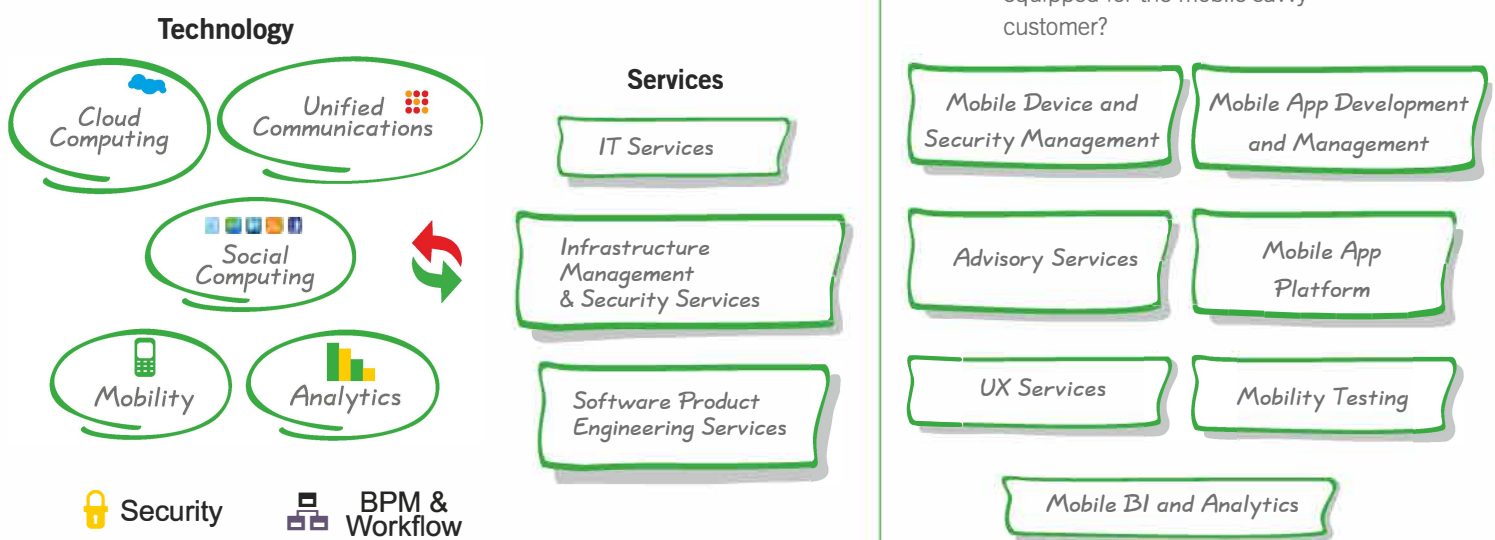 Technology
Cloud
Computing
Unified
Communications
Social
Computing
Mobility
Analytics
Security
BPM &
Workflow
Services
IT Services
Infrastructure
Management
& Security Services
Software Product
Engineering Services
customer?
Mobile Device and
Security Management
Mobile App Development
and Management
Advisory Services
Mobile App
Platform
UX Services
Mobility Testing
Mobile BI and Analytics